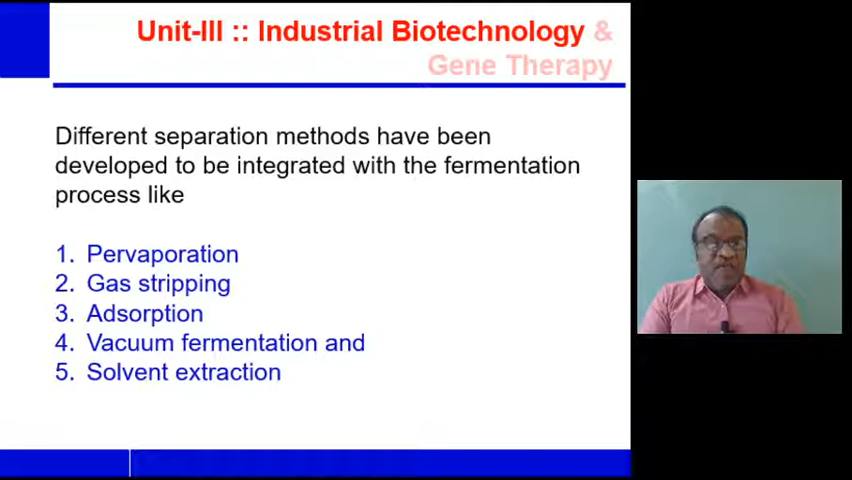 Unit-III :: Industrial Biotechnology &
Gene Therapy
Different separation methods have been
developed to be integrated with the fermentation
process like
1. Pervaporation
2. Gas stripping
3. Adsorption
4. Vacuum fermentation and
5. Solvent extraction